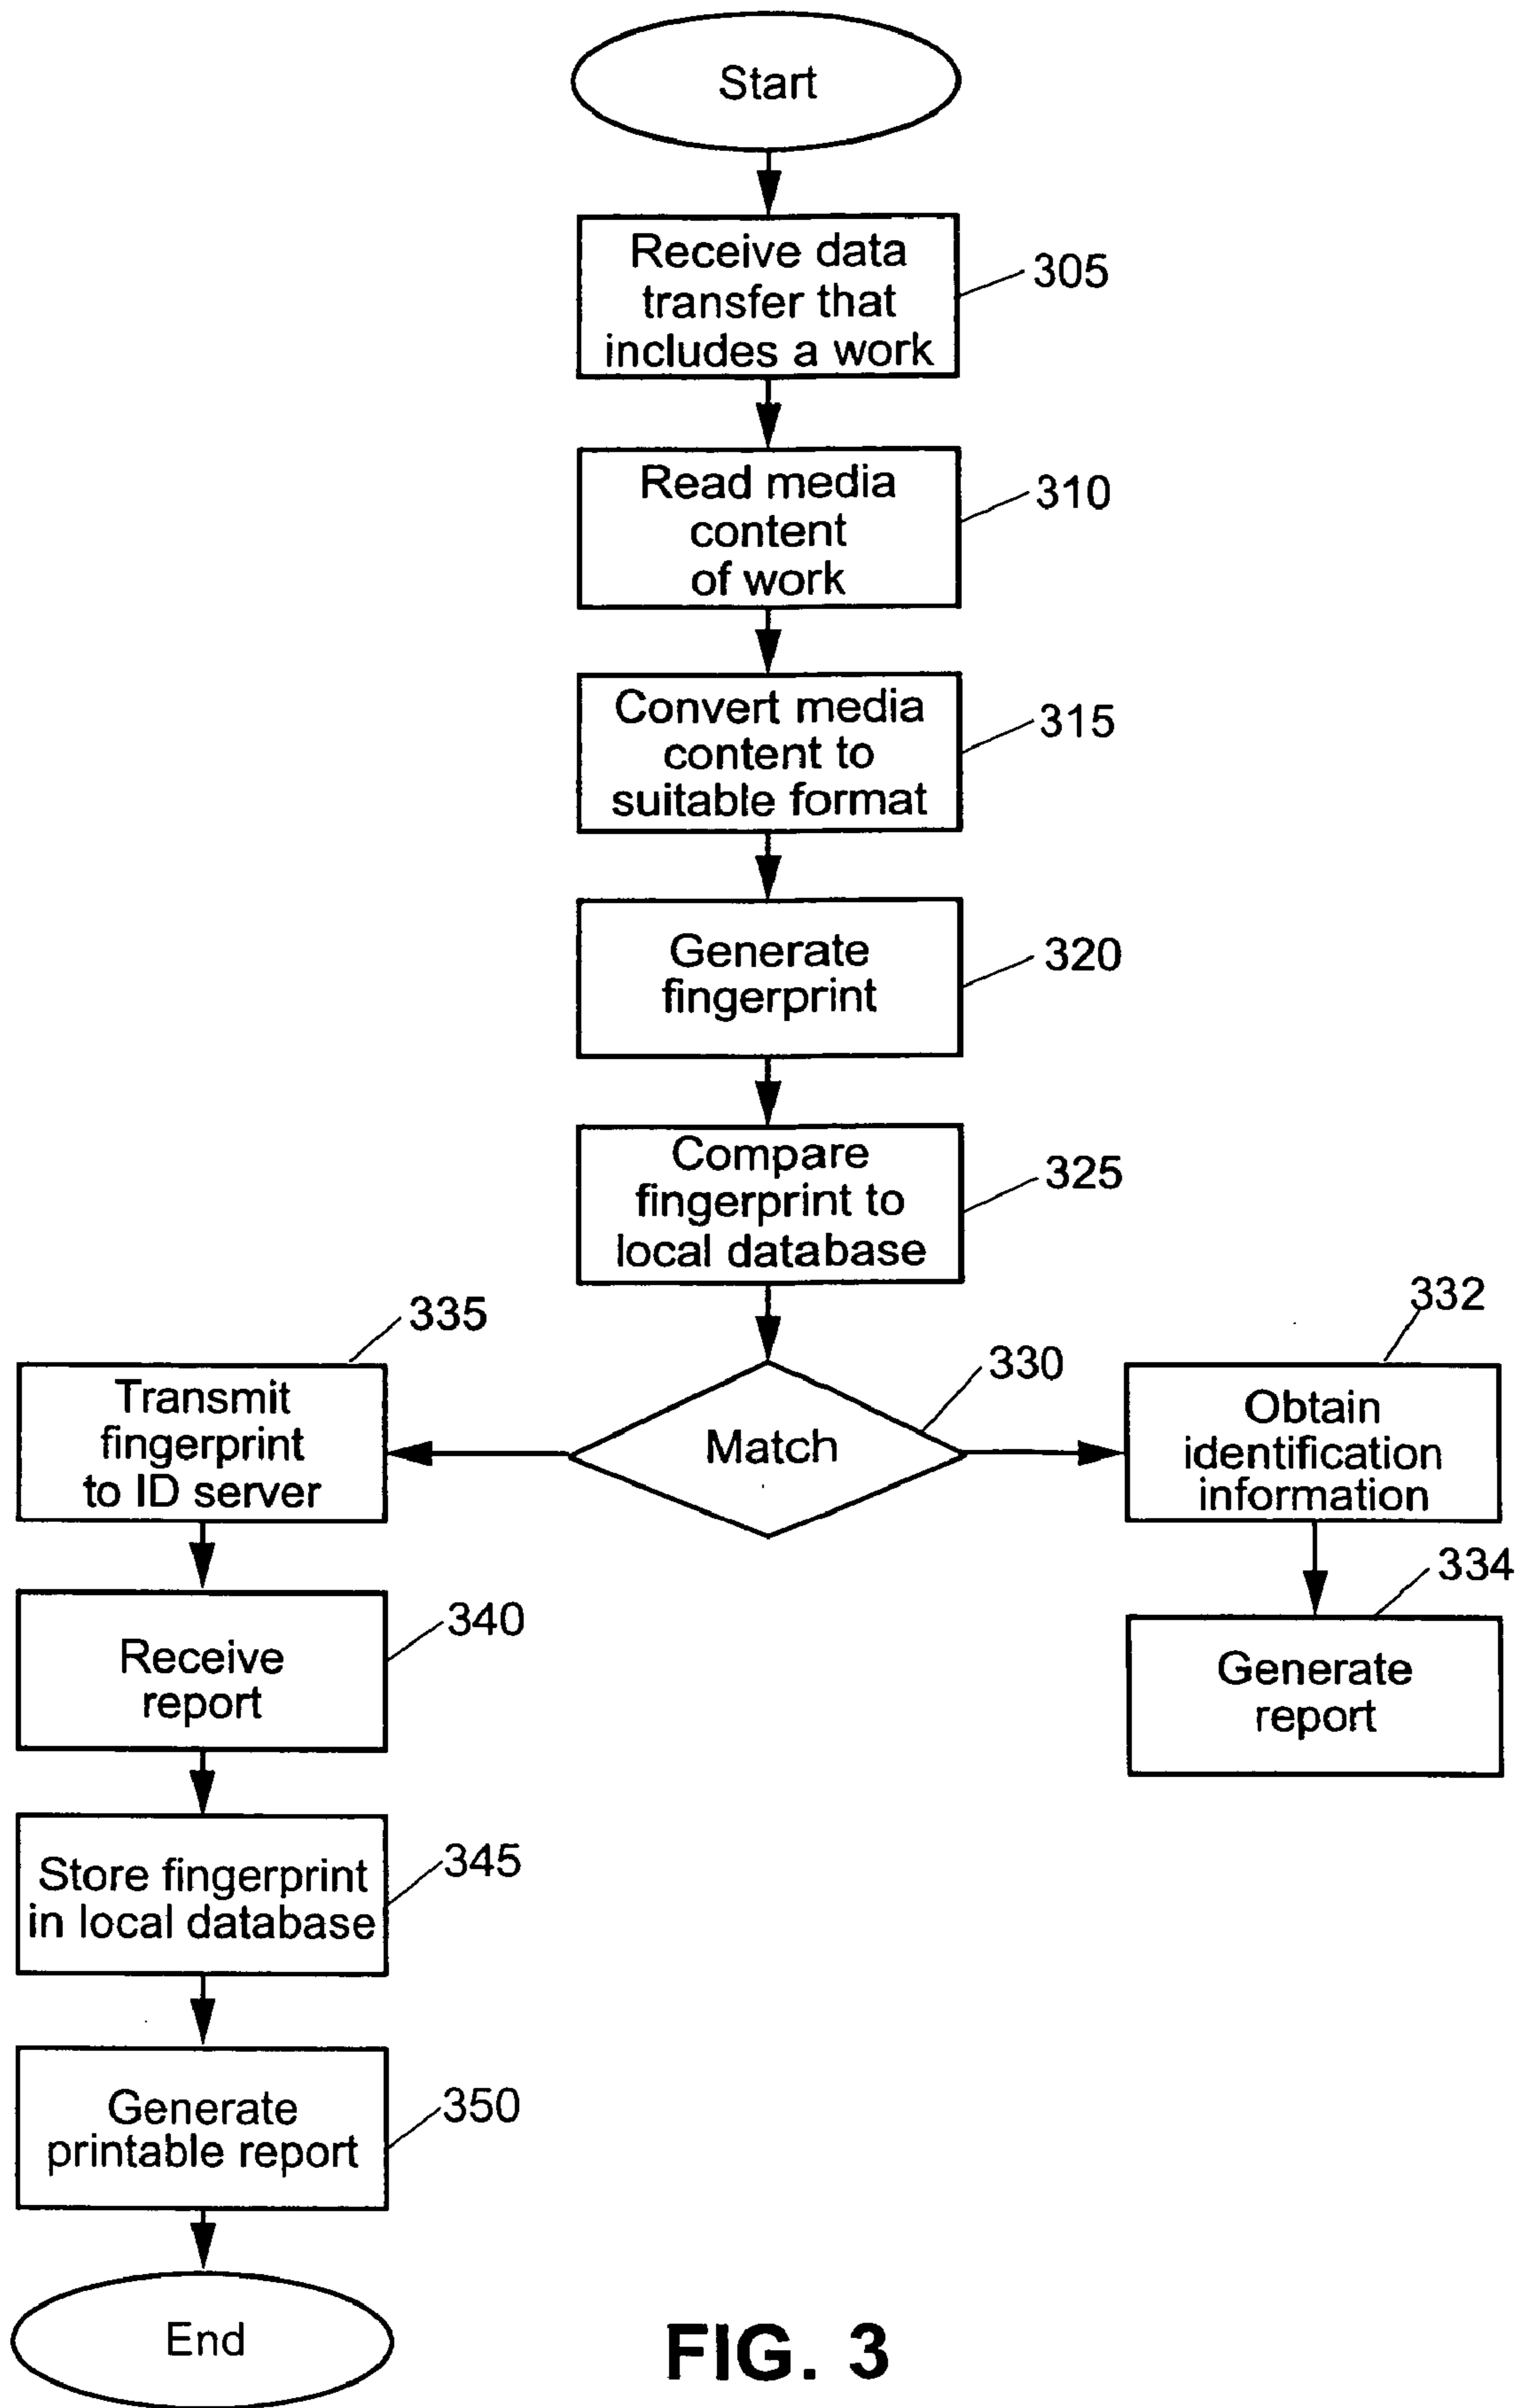 Start
Receive data
transfer that
includes a work
305
Read media
content
of work
310
Convert media
content to
suitable format
315
Generate
fingerprint
320
Compare
fingerprint to
local database
325
Match
330
335
Transmit
fingerprint
to ID server
332
Obtain
identification
information
334
Generate
report
Receive
report
340
Store fingerprint
in local database
345
Generate
printable report
350
End
FIG. 3